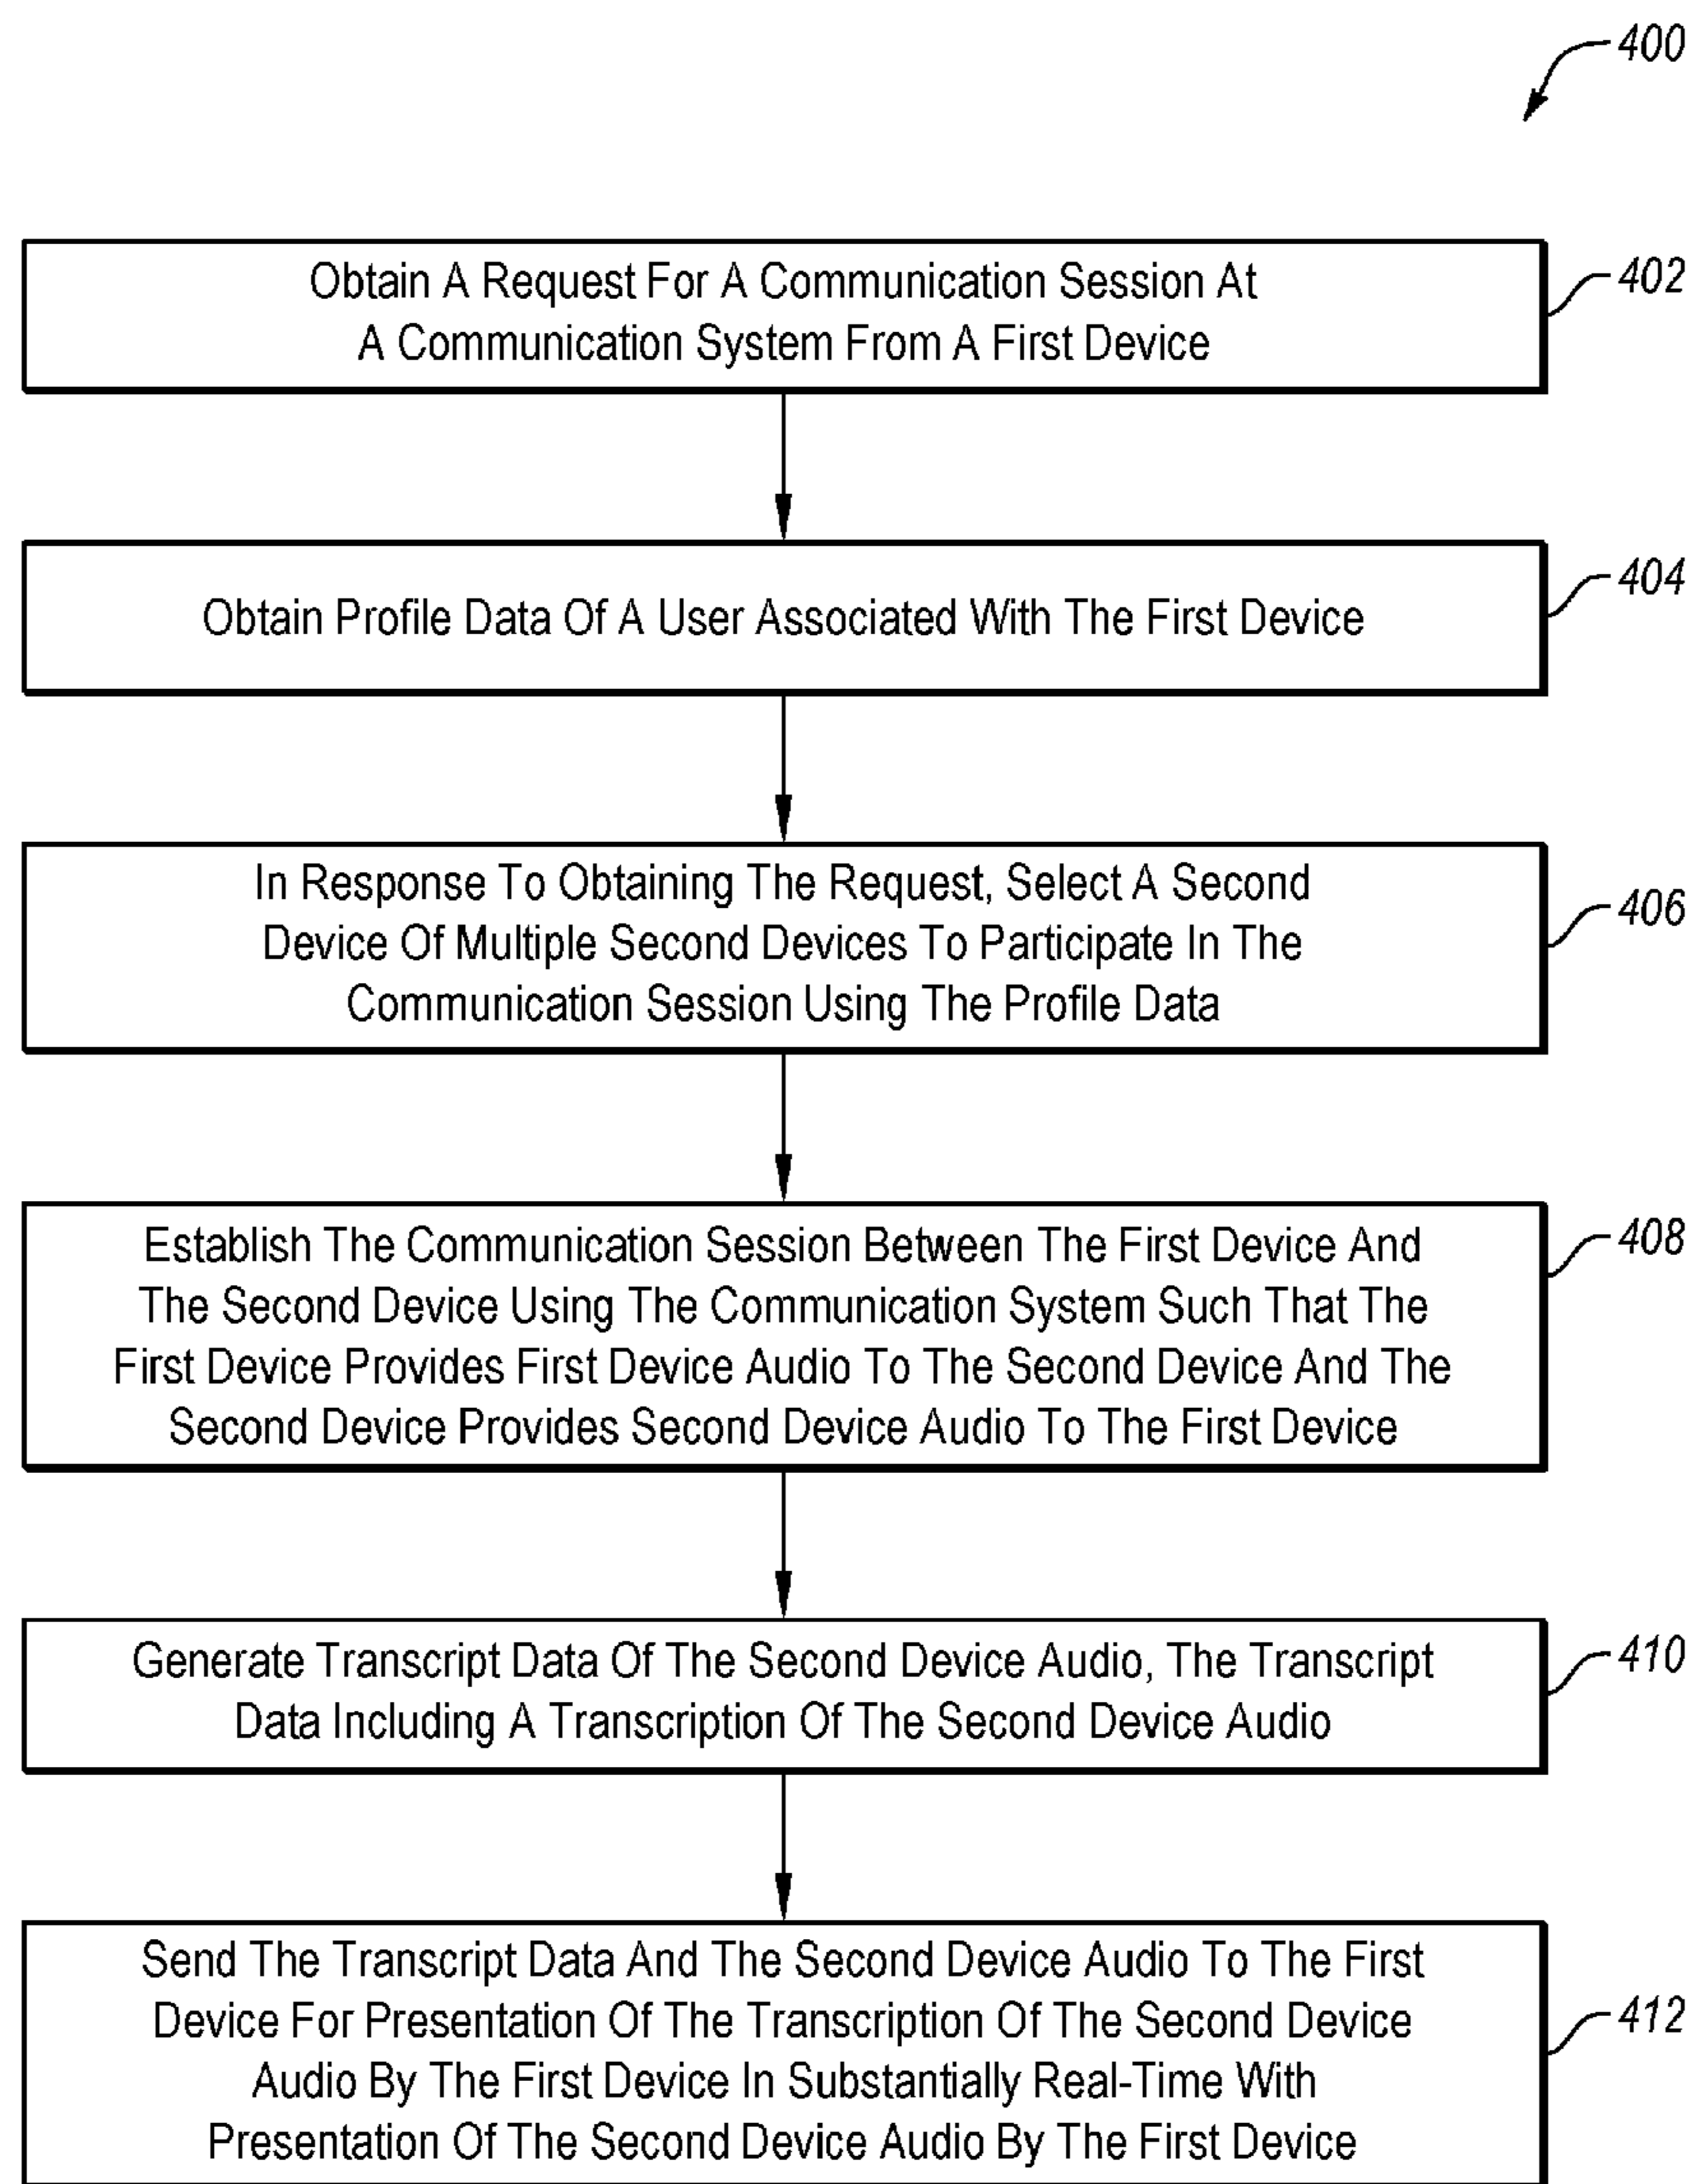 400
Obtain A Request For A Communication Session At
A Communication System From A First Device
402
Obtain Profile Data Of A User Associated With The First Device
404
In Response To Obtaining The Request, Select A Second
Device Of Multiple Second Devices To Participate In The
Communication Session Using The Profile Data
406
Establish The Communication Session Between The First Device And
The Second Device Using The Communication System Such That The
First Device Provides First Device Audio To The Second Device And The
Second Device Provides Second Device Audio To The First Device
408
Generate Transcript Data Of The Second Device Audio, The Transcript
Data Including A Transcription Of The Second Device Audio
410
Send The Transcript Data And The Second Device Audio To The First
Device For Presentation Of The Transcription Of The Second Device
Audio By The First Device In Substantially Real-Time With
Presentation Of The Second Device Audio By The First Device
412